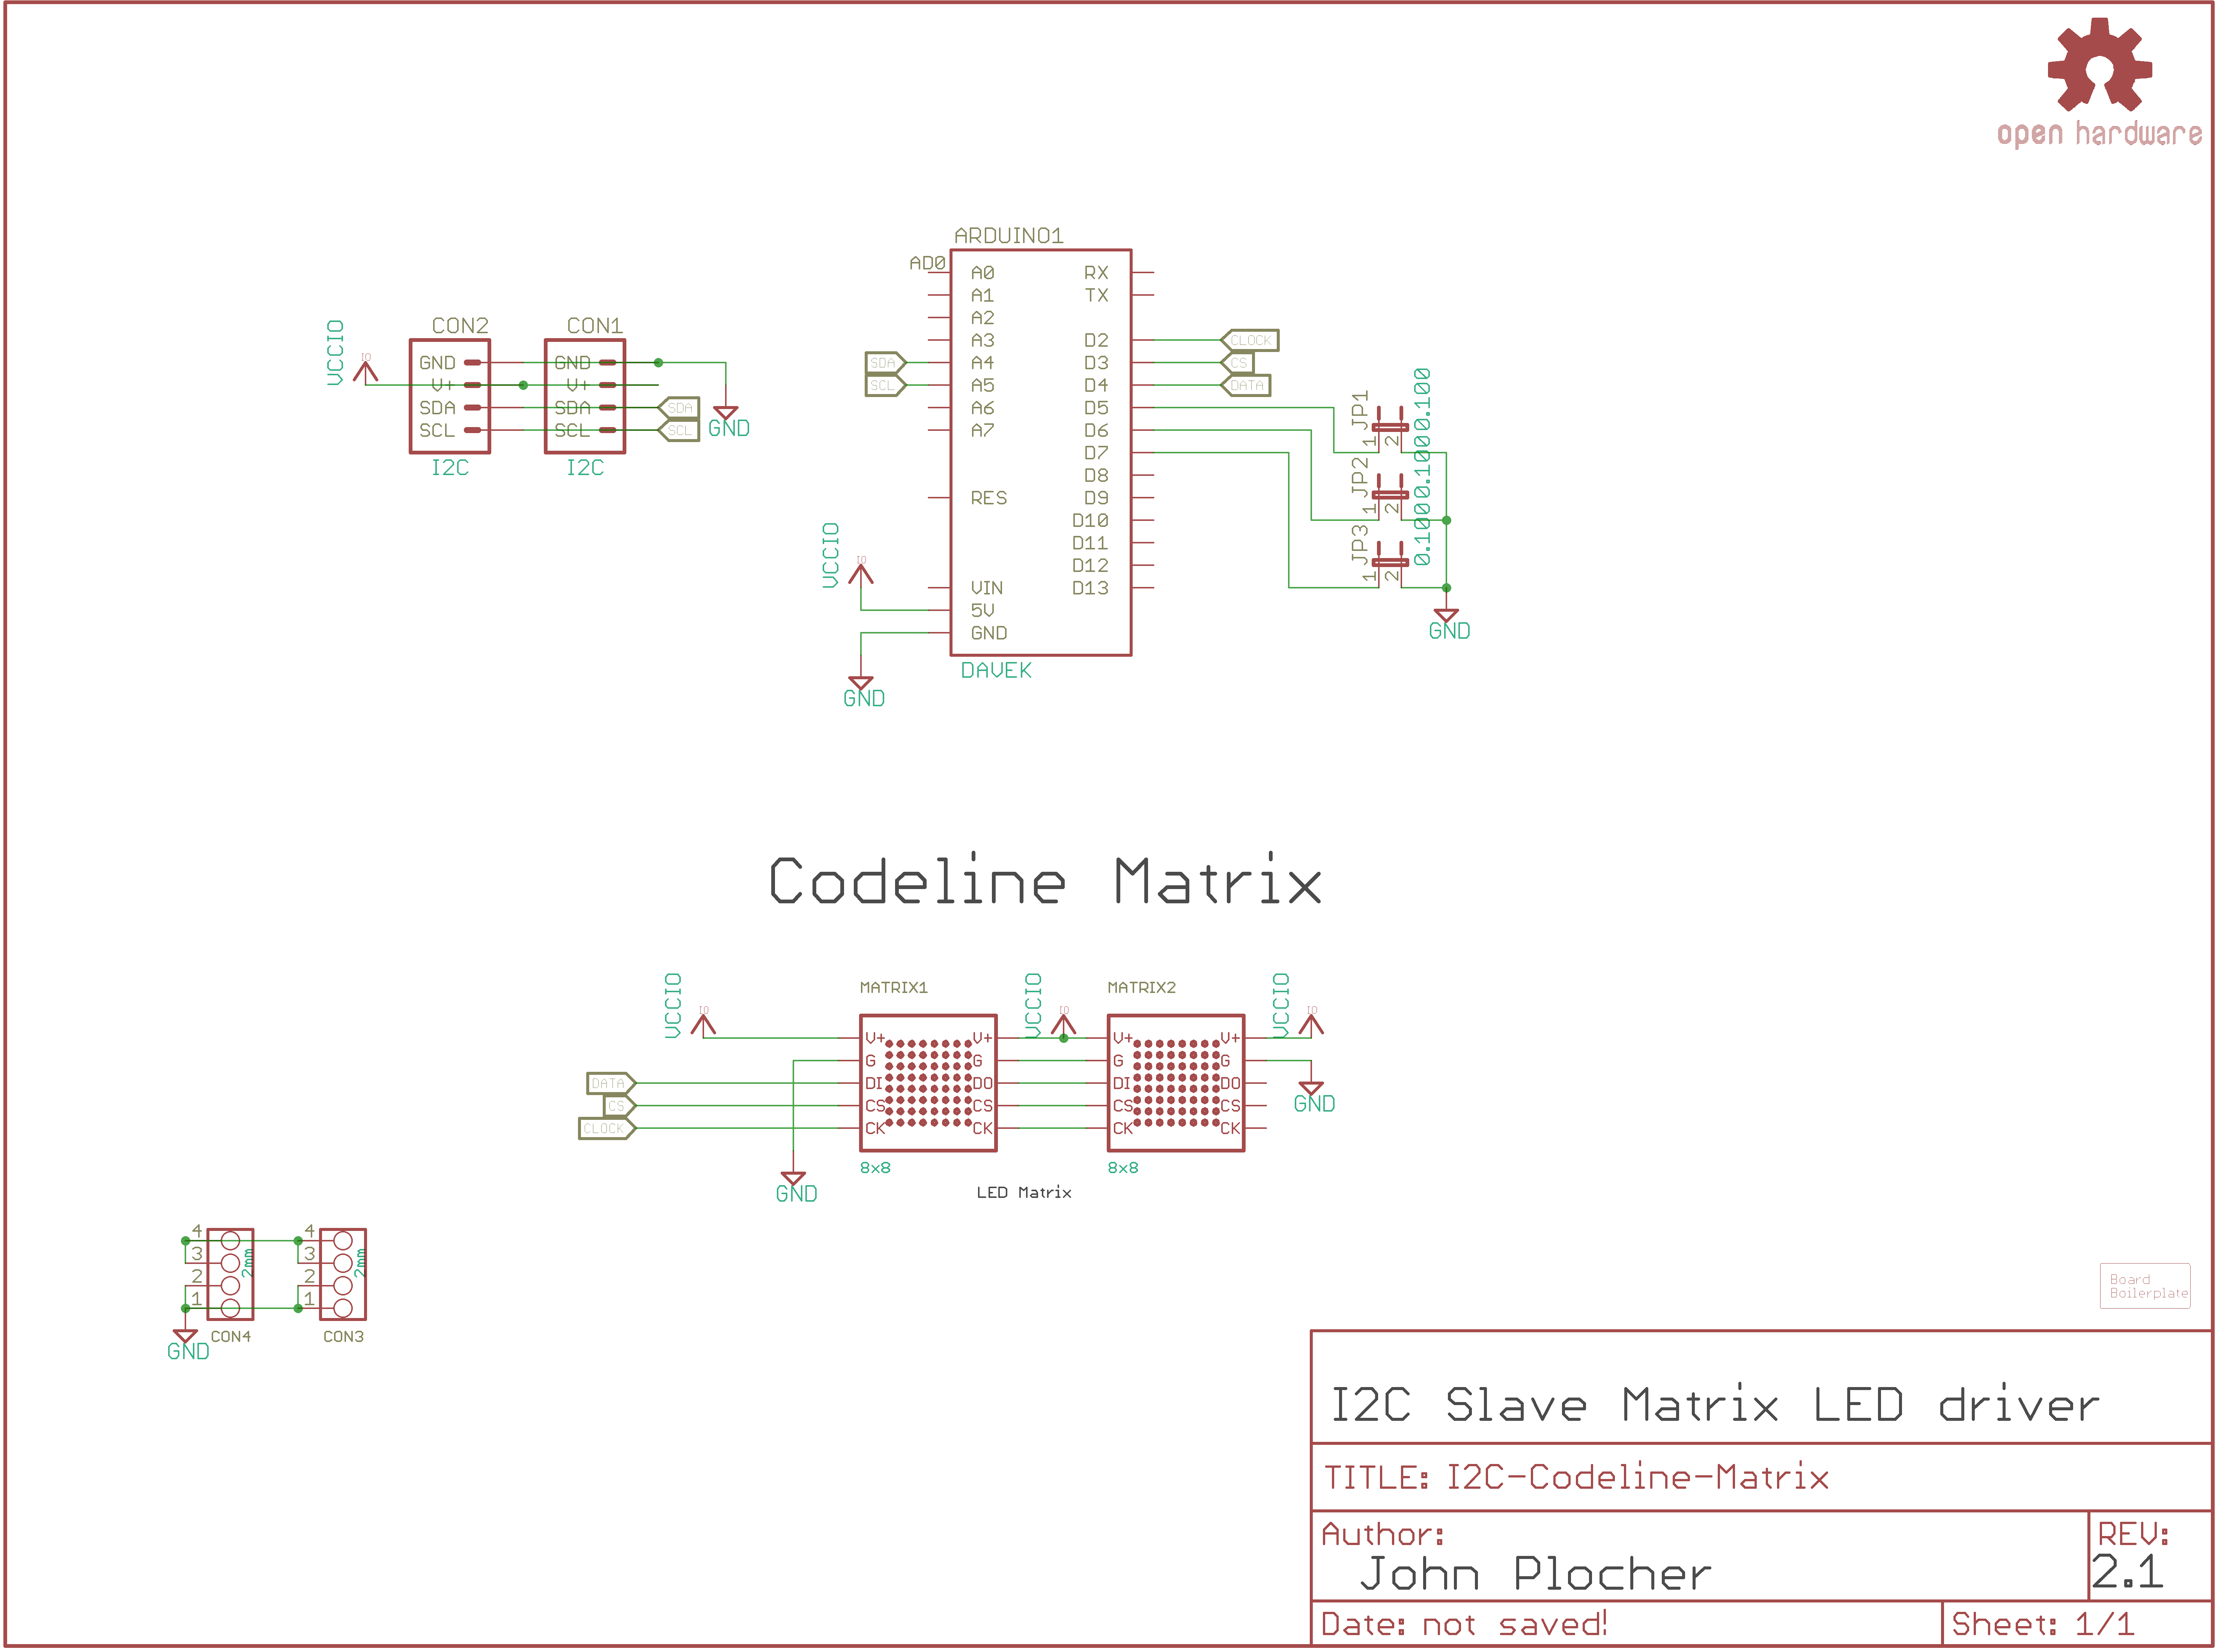 open hardware
ARDUINO1
AD0
A0
A1
A2
A3
A4
A5
A6
A7
RES
VIN
5V
GND
RX
TX
D2
D3
D4
D5
D6
D7
D8
D9
D10
D11
D12
D13
DAVEK
SDA
SCL
CLOCK
CS
DATA
VCCIO
IO
GND
VCCIO
IO
CON2
GND
V+
SDA
SCL
I2C
CON1
GND
V+
SDA
SCL
I2C
SDA
SCL
GND
JP1
1
2
0.100
JP2
1
2
0.100
JP3
1
2
0.100
GND
Codeline Matrix
VCCIO
IO
MATRIX1
V+
G
DI
CS
CK
V+
G
DO
CS
CK
8x8
VCCIO
IO
MATRIX2
V+
G
DI
CS
CK
V+
G
DO
CS
CK
8x8
VCCIO
IO
GND
DATA
CS
CLOCK
GND
LED Matrix
4
3
2
1
2mm
CON4
GND
4
3
2
1
2mm
CON3
Board
Boilerplate
I2C Slave Matrix LED driver
TITLE: I2C-Codeline-Matrix
Author:
John Plocher
REV:
2.1
Date: not saved!
Sheet: 1/1